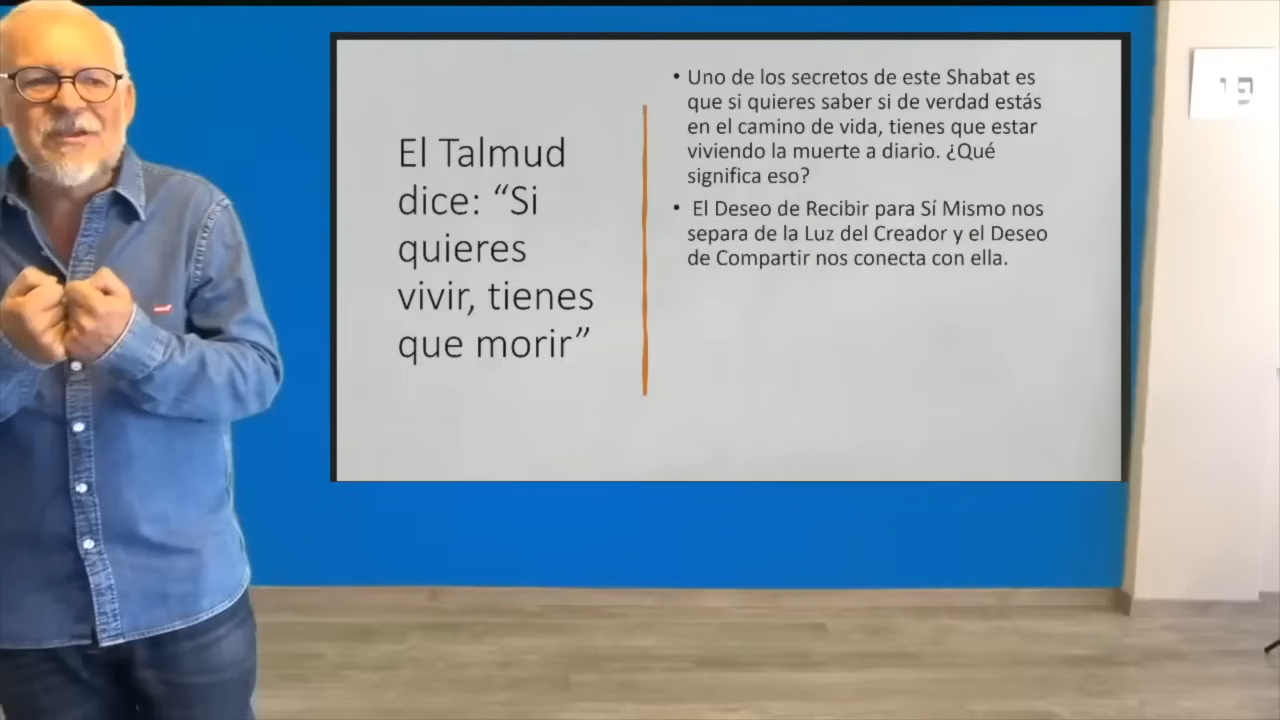 El Talmud
dice: “Si
quieres
vivir, tienes
que morir”
• Uno de los secretos de este Shabat es
que si quieres saber si de verdad estás
en el camino de vida, tienes que estar
viviendo la muerte a diario. ¿Qué
significa eso?
• El Deseo de Recibir para Sí Mismo nos
separa de la Luz del Creador y el Deseo
de Compartir nos conecta con ella.